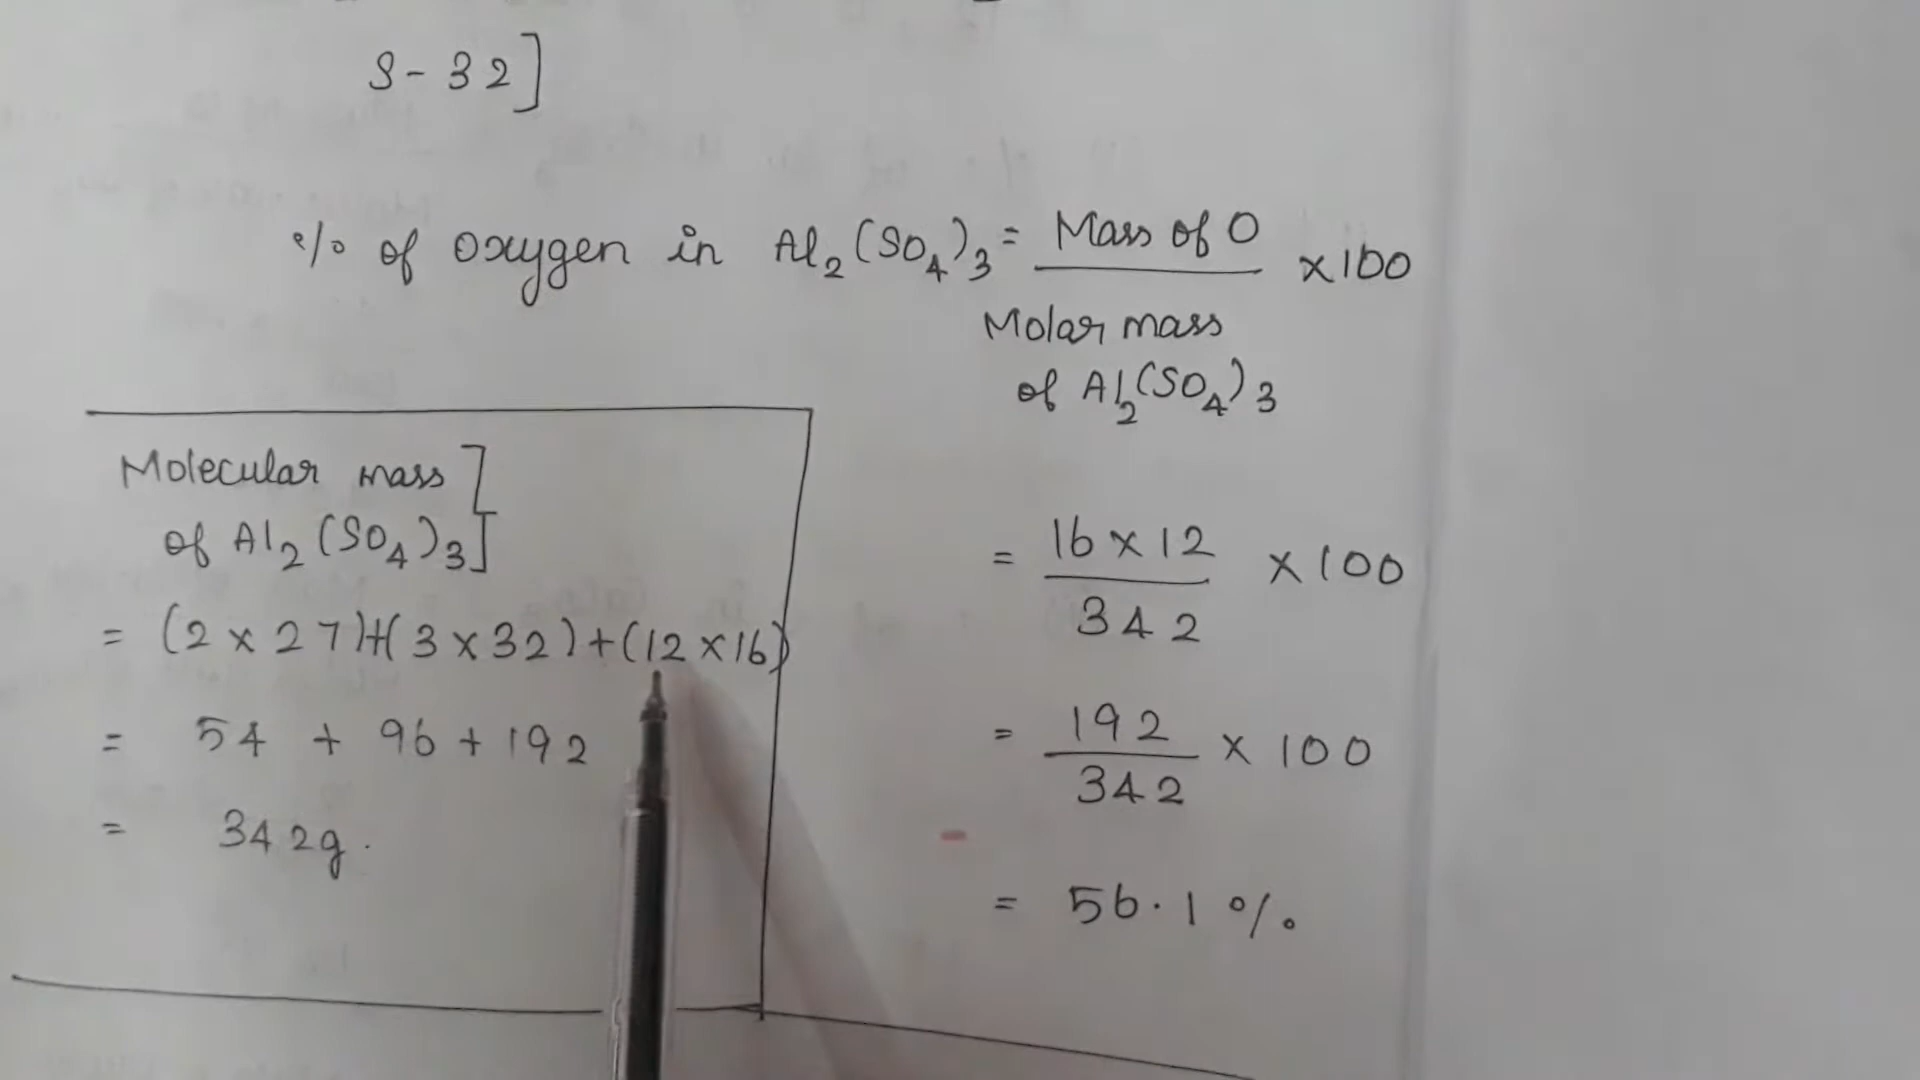 S - 32]
% of oxygen in Al₂(SO₄)₃ = Mass of O / Molar mass of Al₂(SO₄)₃ × 100
Molecular mass]
of Al₂(SO₄)₃]
= (2 × 27)+(3 × 32)+(12 × 16)
= 54 + 96 + 192
= 342g.
= 16 × 12 / 342 × 100
= 192 / 342 × 100
= 56.1 %